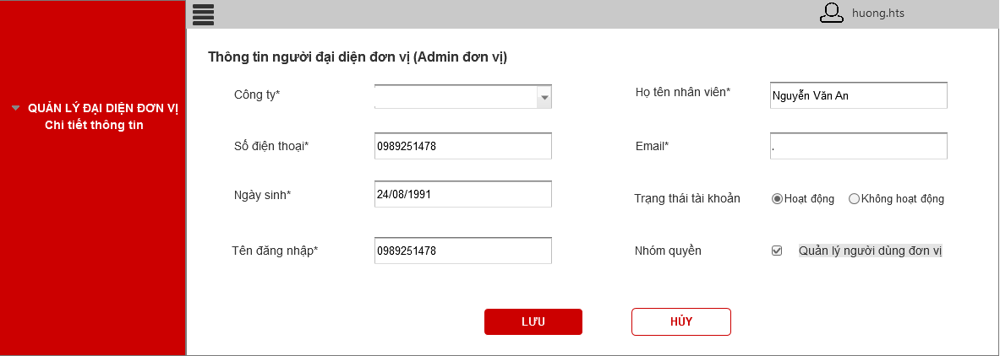 huong.hts
QUẢN LÝ ĐẠI DIỆN ĐƠN VỊ
Chi tiết thông tin
Thông tin người đại diện đơn vị (Admin đơn vị)
Công ty*
Họ tên nhân viên* Nguyễn Văn An
Số điện thoại* 0989251478
Email* .
Ngày sinh* 24/08/1991
Trạng thái tài khoản Hoạt động Không hoạt động
Tên đăng nhập* 0989251478
Nhóm quyền Quản lý người dùng đơn vị
LƯU HỦY